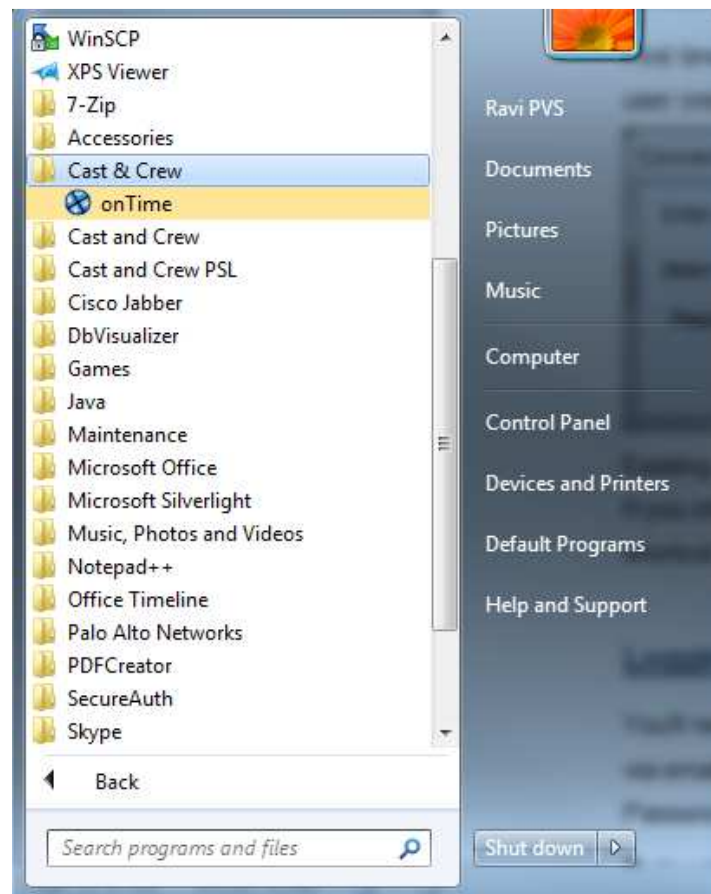 WinSCP
XPS Viewer
7-Zip
Accessories
Cast & Crew
onTime
Cast and Crew
Cast and Crew PSL
Cisco Jabber
DbVisualizer
Games
Java
Maintenance
Microsoft Office
Microsoft Silverlight
Music, Photos and Videos
Notepad++
Office Timeline
Palo Alto Networks
PDFCreator
SecureAuth
Skype
Back
Search programs and files
Ravi PVS
Documents
Pictures
Music
Computer
Control Panel
Devices and Printers
Default Programs
Help and Support
Shut down